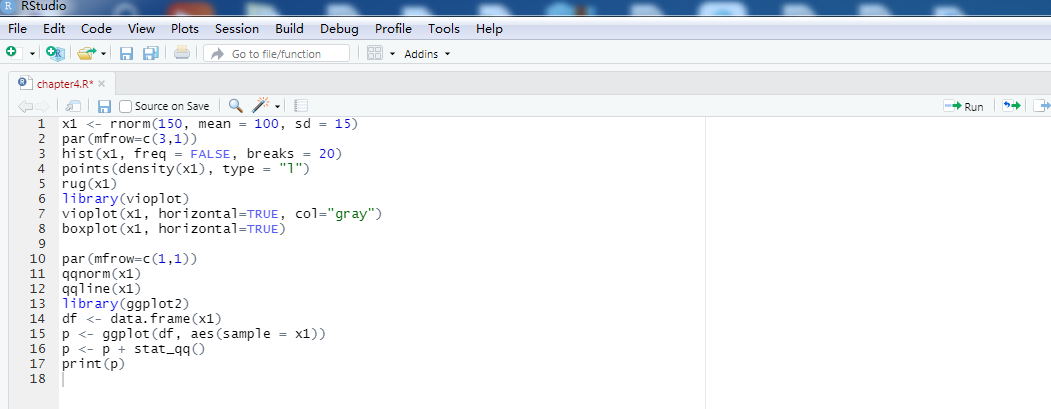 RStudio
File Edit Code View Plots Session Build Debug Profile Tools Help
Go to file/function Addins
chapter4.R*
Source on Save Run
1 x1 <- rnorm(150, mean = 100, sd = 15)
2 par(mfrow=c(3,1))
3 hist(x1, freq = FALSE, breaks = 20)
4 points(density(x1), type = "l")
5 rug(x1)
6 library(vioplot)
7 vioplot(x1, horizontal=TRUE, col="gray")
8 boxplot(x1, horizontal=TRUE)
9
10 par(mfrow=c(1,1))
11 qqnorm(x1)
12 qqline(x1)
13 library(ggplot2)
14 df <- data.frame(x1)
15 p <- ggplot(df, aes(sample = x1))
16 p <- p + stat_qq()
17 print(p)
18